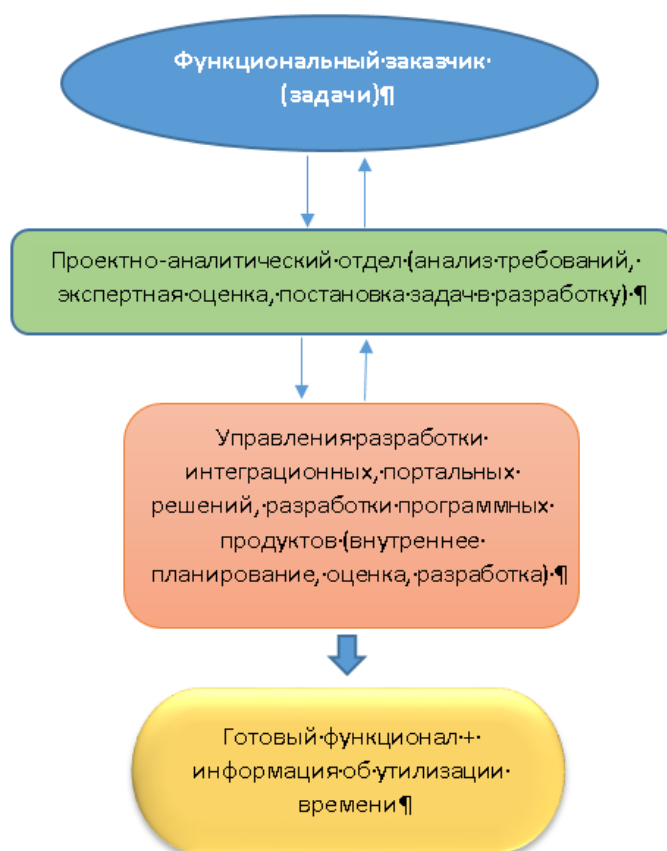 Функциональный·заказчик·
(задачи)¶
Проектно-аналитический·отдел·(анализ·требований,·
экспертная·оценка,·постановка·задач·в·разработку)·¶
Управления·разработки·
интеграционных,·портальных·
решений,·разработки·программных·
продуктов·(внутреннее·
планирование,·оценка,·разработка)·¶
Готовый·функционал·+·
информация·об·утилизации·
времени¶